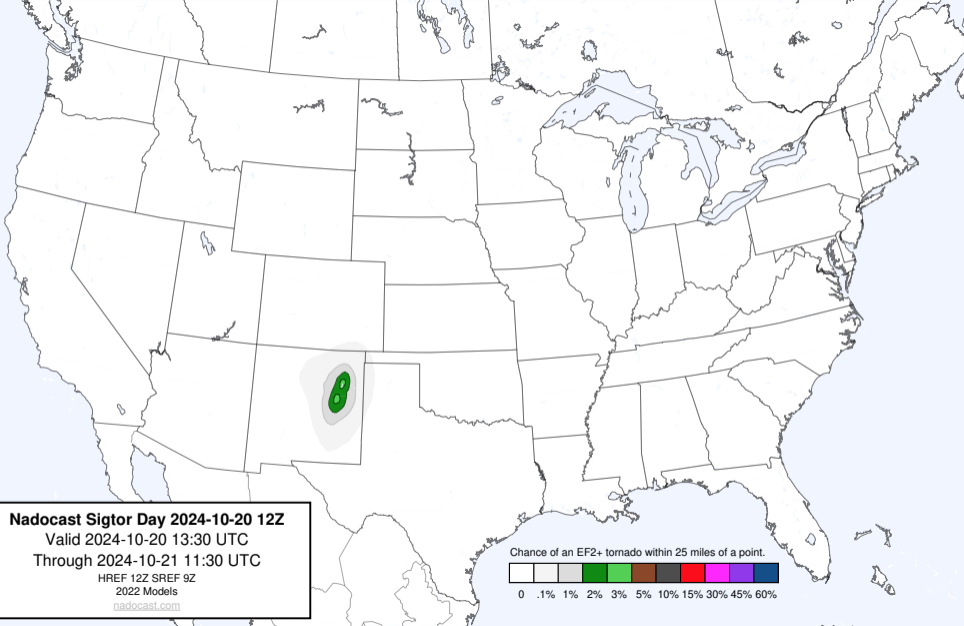 Nadocast Sigtor Day 2024-10-20 12Z
Valid 2024-10-20 13:30 UTC
Through 2024-10-21 11:30 UTC
HREF 12Z SREF 9Z
2022 Models
nadocast.com
Chance of an EF2+ tornado within 25 miles of a point.
0 .1% 1% 2% 3% 5% 10% 15% 30% 45% 60%